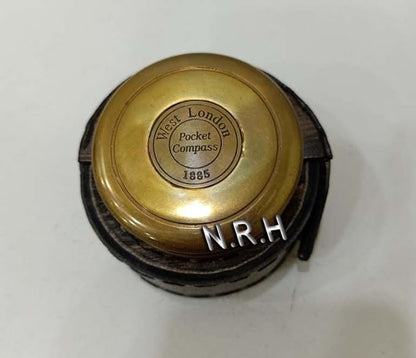 West London
Pocket
Compass
1885
N.R.H